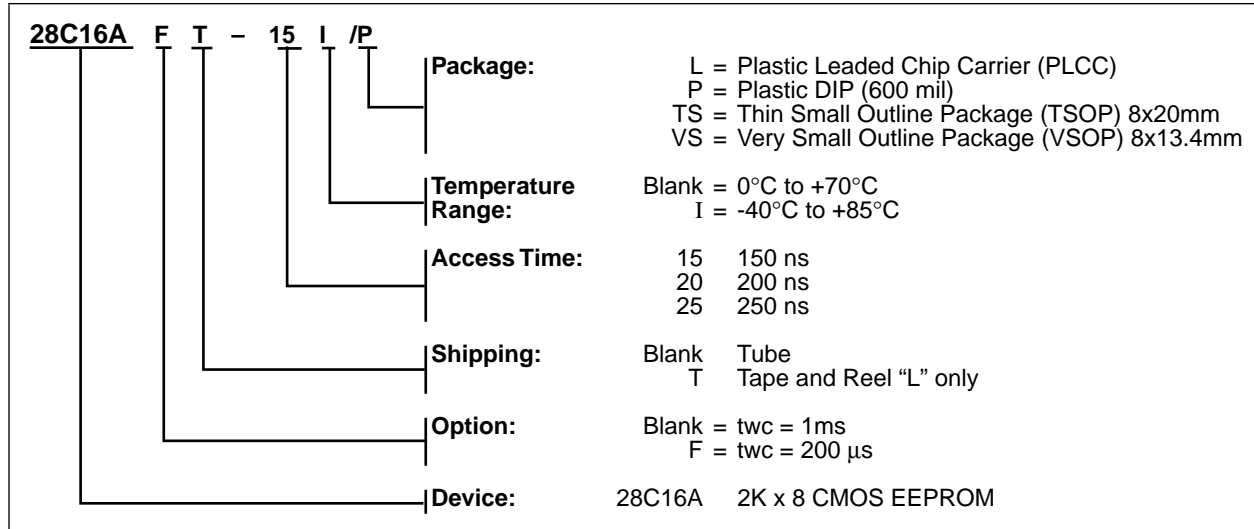 28C16A F T – 15 I /P
Package: L = Plastic Leaded Chip Carrier (PLCC)
P = Plastic DIP (600 mil)
TS = Thin Small Outline Package (TSOP) 8x20mm
VS = Very Small Outline Package (VSOP) 8x13.4mm
Temperature Blank = 0°C to +70°C
Range: I = -40°C to +85°C
Access Time: 15 150 ns
20 200 ns
25 250 ns
Shipping: Blank Tube
T Tape and Reel “L” only
Option: Blank = twc = 1ms
F = twc = 200 μs
Device: 28C16A 2K x 8 CMOS EEPROM